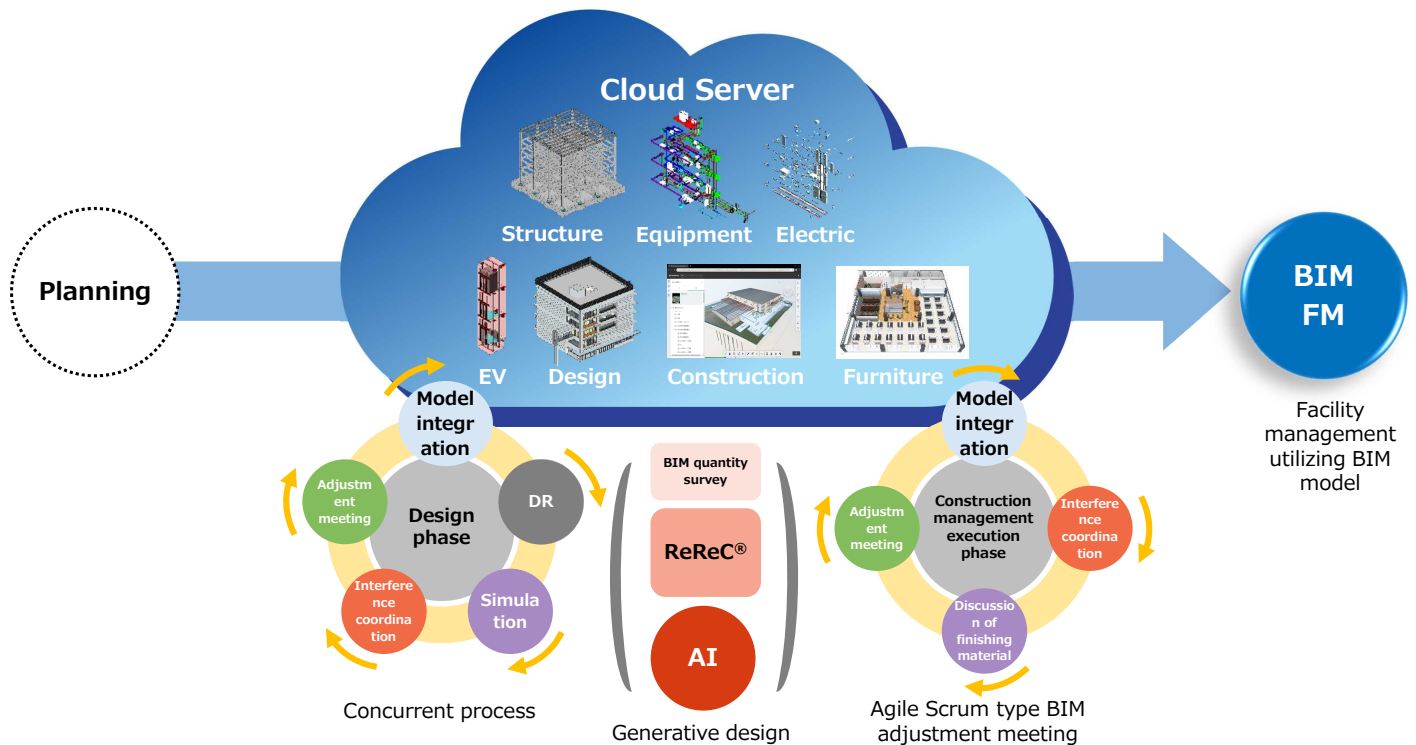 Cloud Server
Structure
Equipment
Electric
Planning
BIM
FM
EV
Design
Construction
Furniture
Facility
management
utilizing BIM
model
Model
integr
ation
DR
Simula
tion
Interfere
nce
coordina
tion
Adjustm
ent
meeting
Design
phase
Concurrent process
BIM quantity
survey
ReReC®
AI
Generative design
Model
integr
ation
Interfere
nce
coordina
tion
Discussio
n of
finishing
material
Adjustm
ent
meeting
Construction
management
execution
phase
Agile Scrum type BIM
adjustment meeting